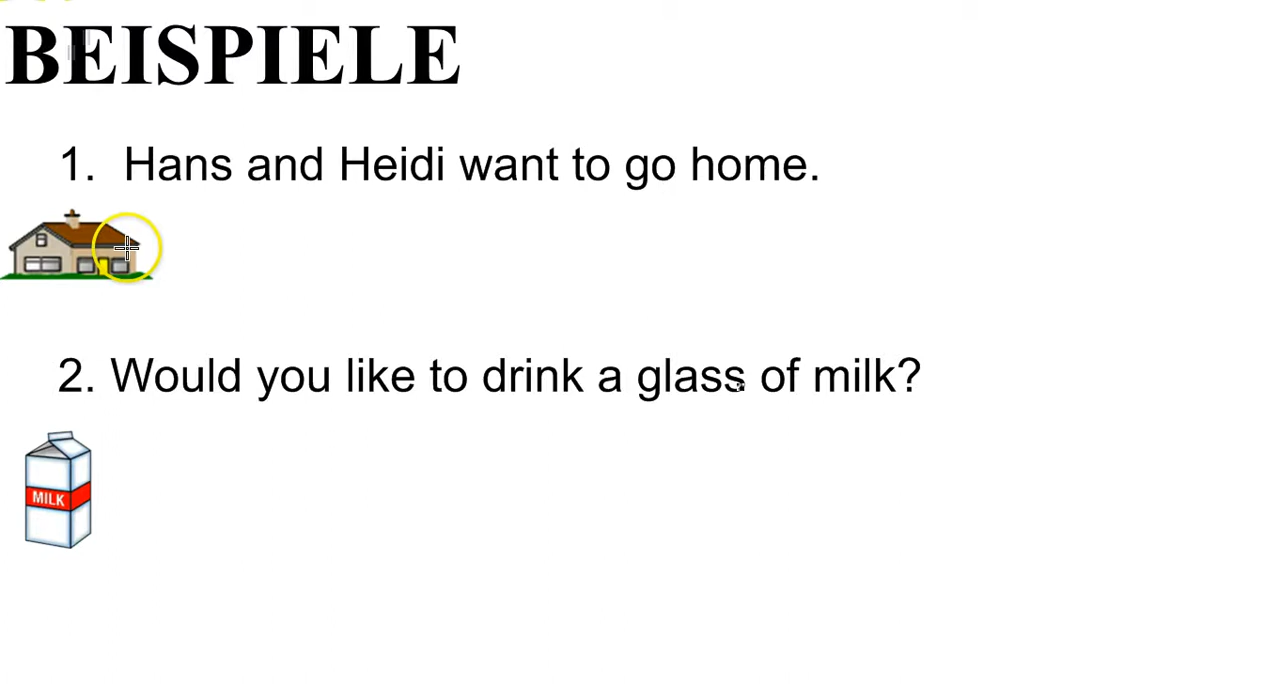 BEISPIELE
1. Hans and Heidi want to go home.
2. Would you like to drink a glass of milk?
MILK